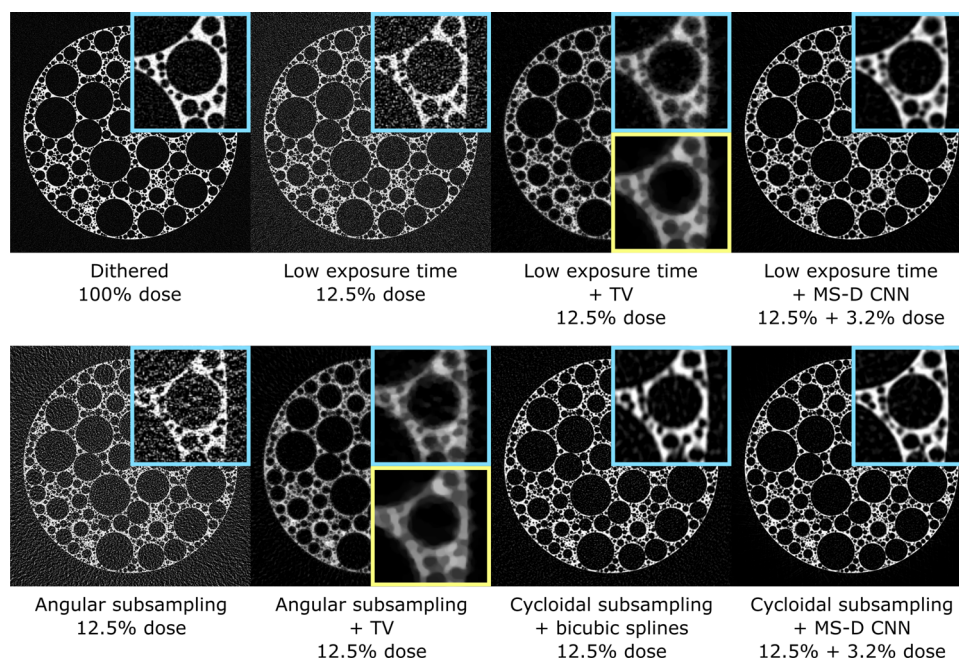 Dithered
100% dose
Low exposure time
12.5% dose
Low exposure time
+ TV
12.5% dose
Low exposure time
+ MS-D CNN
12.5% + 3.2% dose
Angular subsampling
12.5% dose
Angular subsampling
+ TV
12.5% dose
Cycloidal subsampling
+ bicubic splines
12.5% dose
Cycloidal subsampling
+ MS-D CNN
12.5% + 3.2% dose